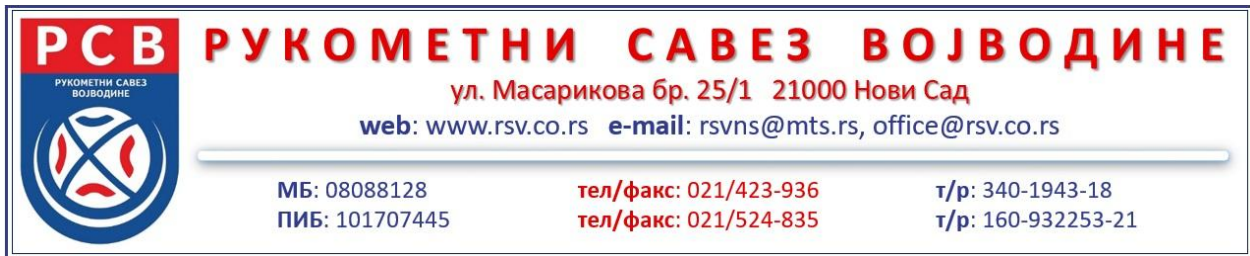 РСВ
РУКОМЕТНИ САВЕЗ
ВОЈВОДИНЕ
РУКОМЕТНИ САВЕЗ ВОЈВОДИНЕ
ул. Масарикова бр. 25/1 21000 Нови Сад
web: www.rsv.co.rs e-mail: rsvns@mts.rs, office@rsv.co.rs
МБ: 08088128 тел/факс: 021/423-936 т/р: 340-1943-18
ПИБ: 101707445 тел/факс: 021/524-835 т/р: 160-932253-21